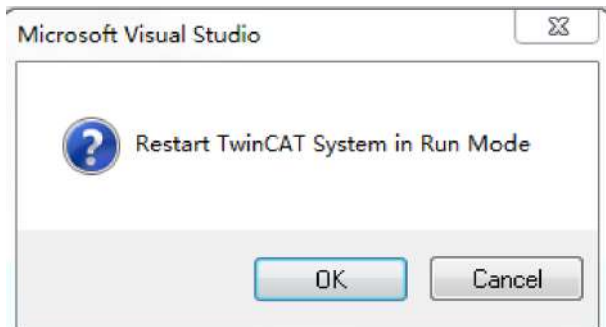 Microsoft Visual Studio
Restart TwinCAT System in Run Mode
OK
Cancel